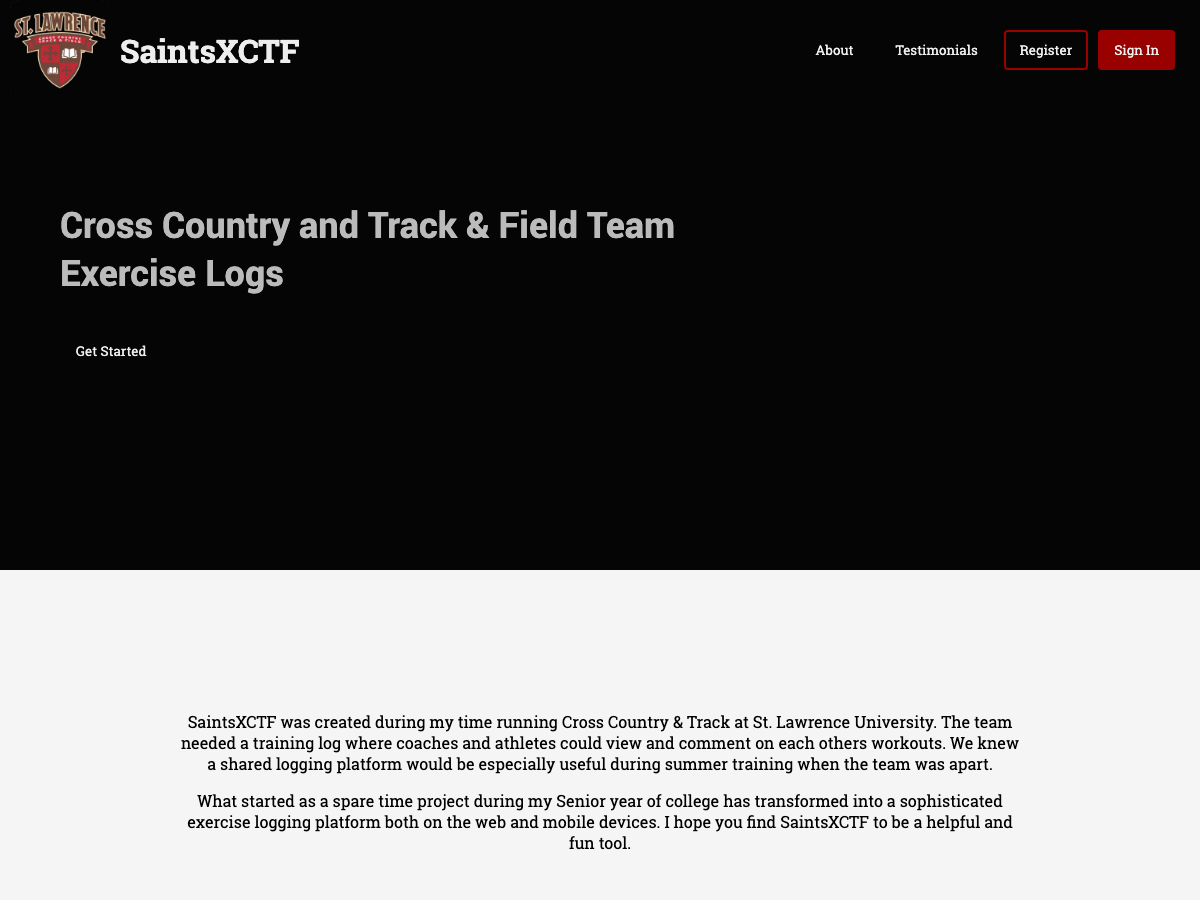 ST. LAWRENCE
SaintsXCTF
About
Testimonials
Register
Sign In
Cross Country and Track & Field Team
Exercise Logs
Get Started
SaintsXCTF was created during my time running Cross Country & Track at St. Lawrence University. The team
needed a training log where coaches and athletes could view and comment on each others workouts. We knew
a shared logging platform would be especially useful during summer training when the team was apart.
What started as a spare time project during my Senior year of college has transformed into a sophisticated
exercise logging platform both on the web and mobile devices. I hope you find SaintsXCTF to be a helpful and
fun tool.